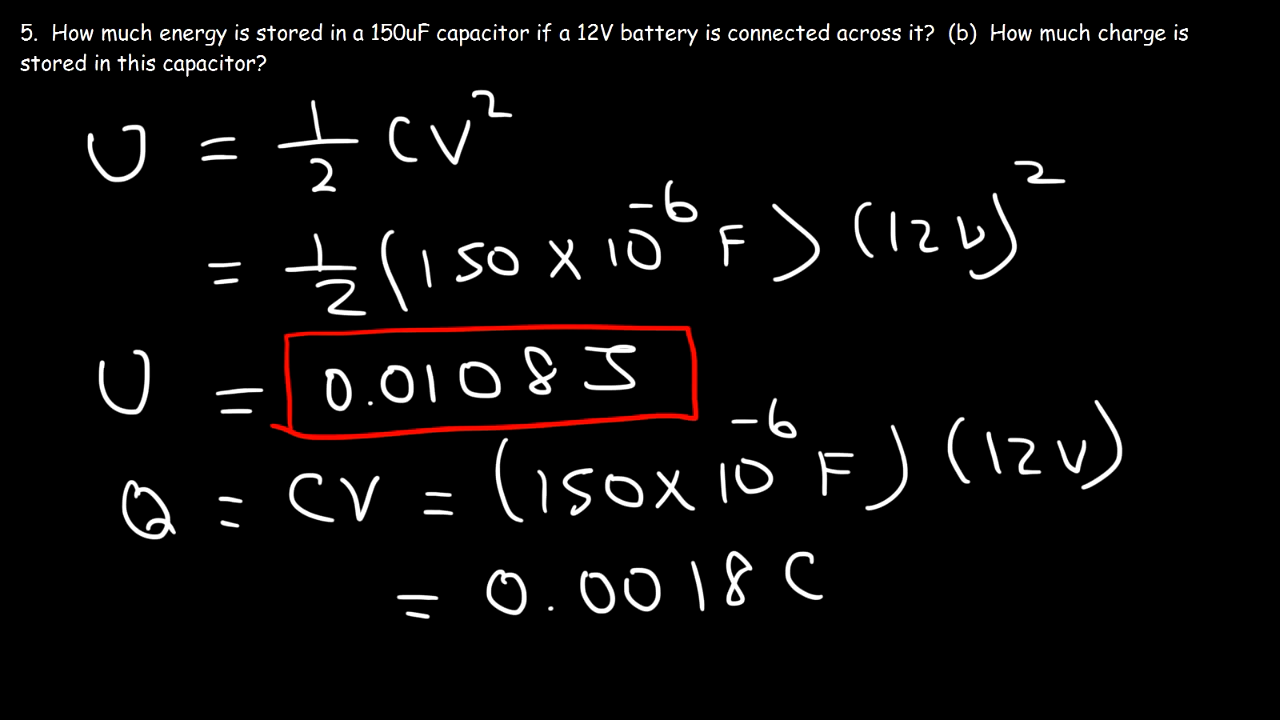 5. How much energy is stored in a 150uF capacitor if a 12V battery is connected across it? (b) How much charge is
stored in this capacitor?
U = 1/2 CV²
= 1/2 (150 x 10⁻⁶ F) (12V)²
U = 0.0108 J
Q = CV = (150 x 10⁻⁶ F) (12V)
= 0.0018 C